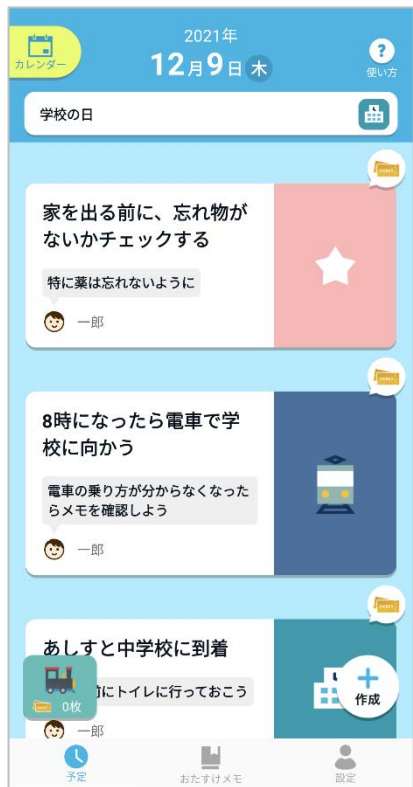 カレンダー
2021年
12月9日 木
?
使い方
学校の日
家を出る前に、忘れ物が
ないかチェックする
特に薬は忘れないように
一郎
8時になったら電車で学
校に向かう
電車の乗り方が分からなくなった
らメモを確認しよう
一郎
あしすと中学校に到着
前にトイレに行っておこう
0枚
作成
一郎
予定
おたすけメモ
設定